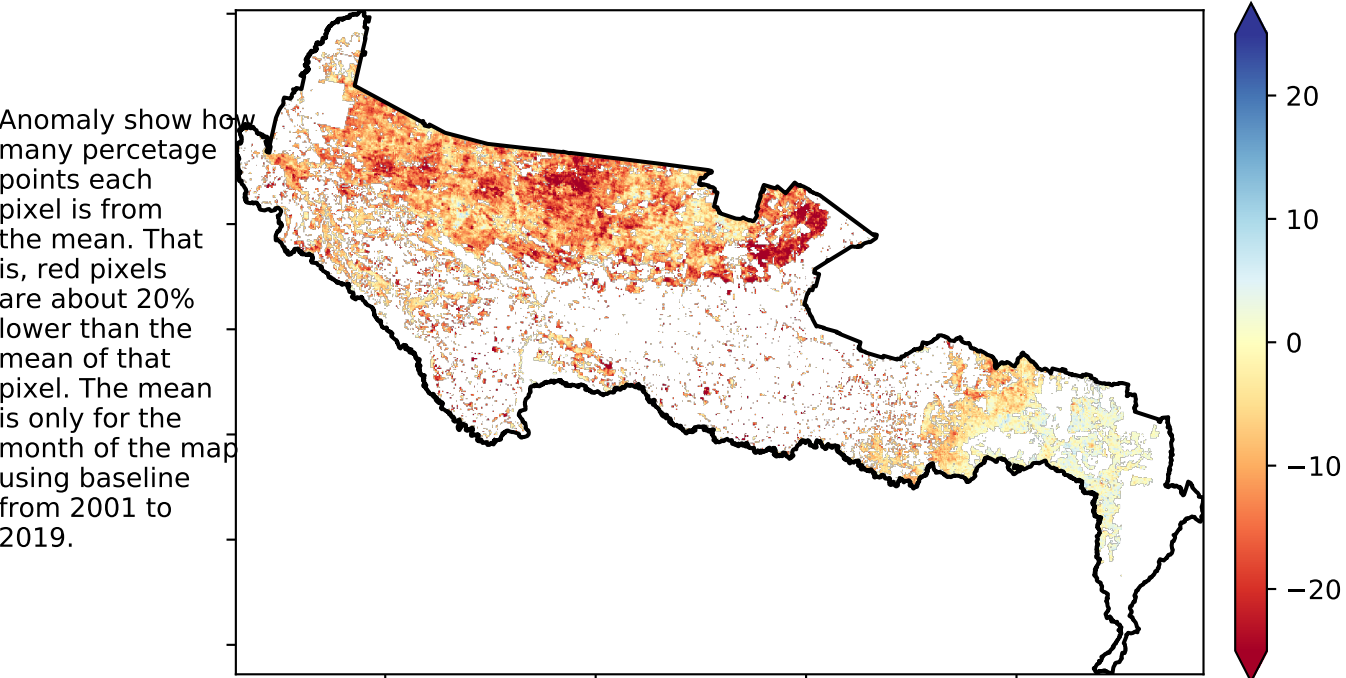 Anomaly show how
many percetage
points each
pixel is from
the mean. That
is, red pixels
are about 20%
lower than the
mean of that
pixel. The mean
is only for the
month of the map
using baseline
from 2001 to
2019.
20
10
0
−10
−20